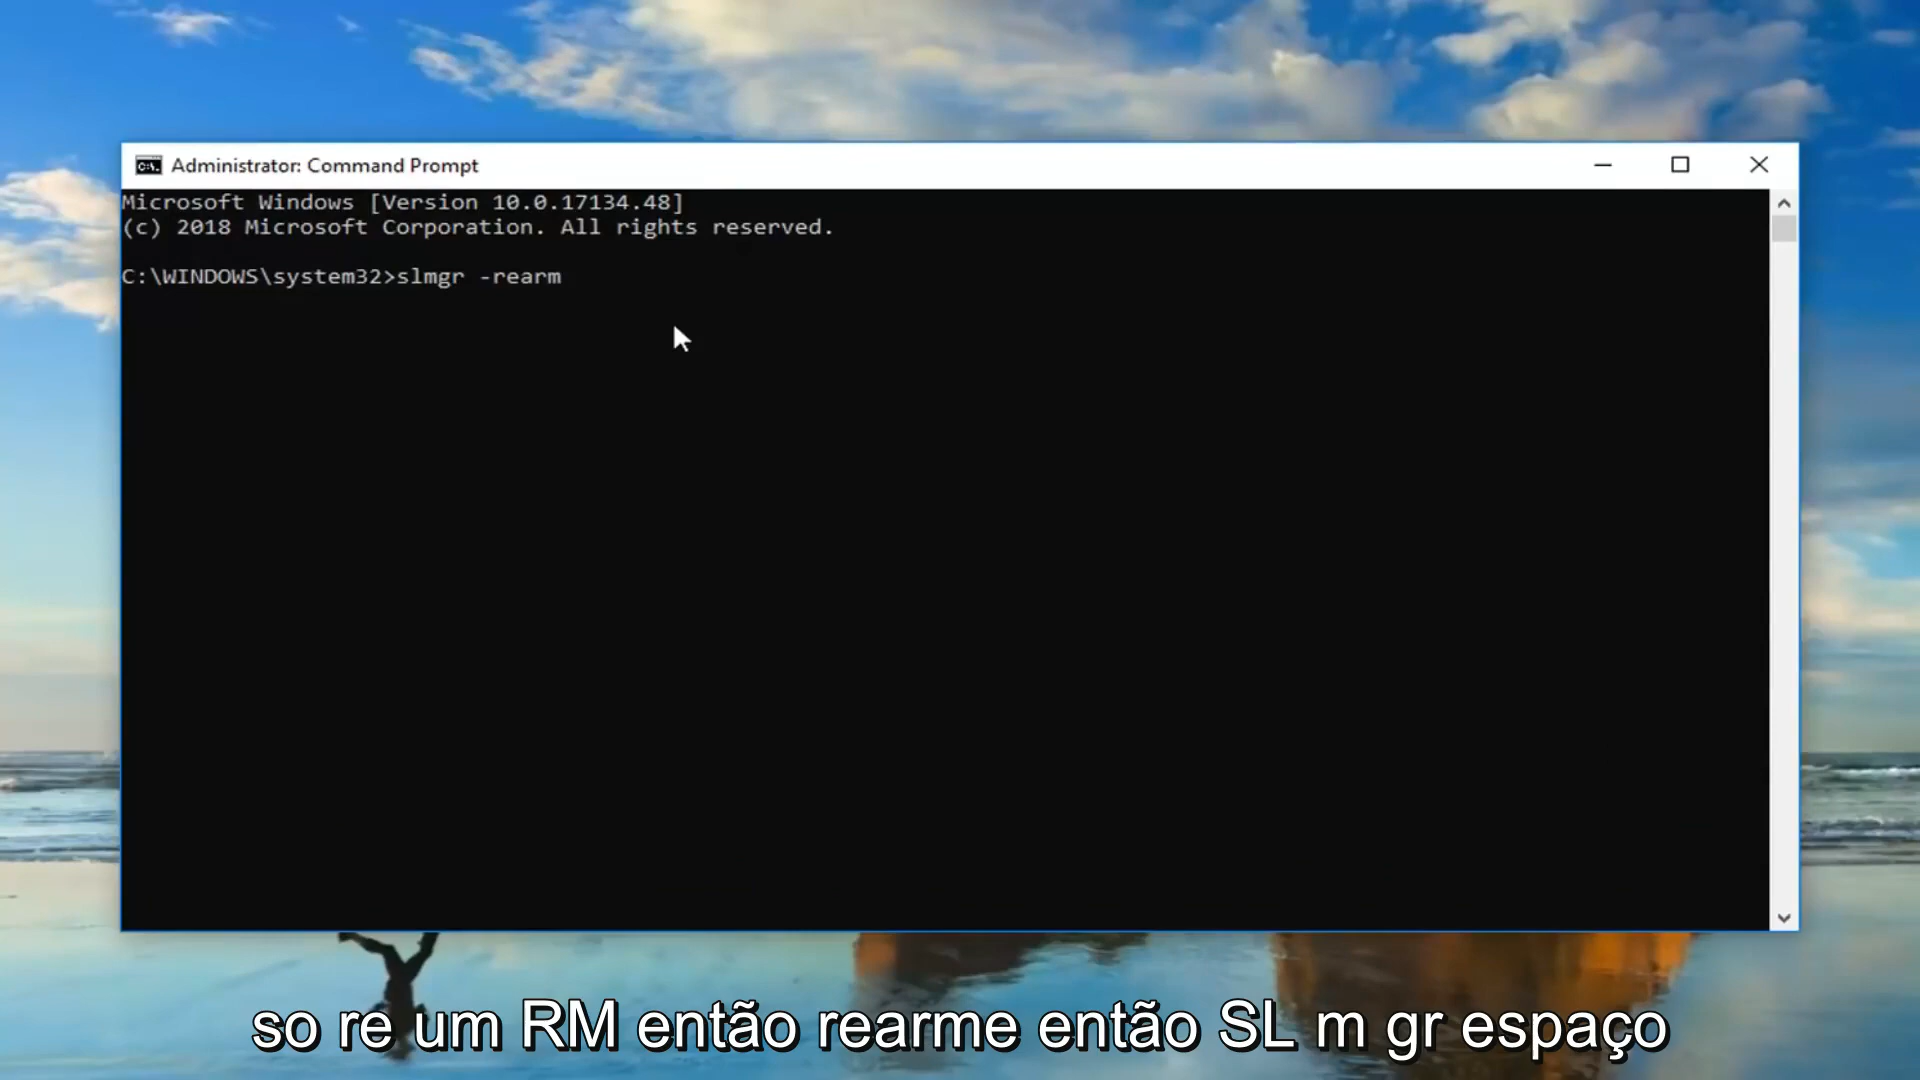 Administrator: Command Prompt
Microsoft Windows [Version 10.0.17134.48]
(c) 2018 Microsoft Corporation. All rights reserved.
C:\WINDOWS\system32>slmgr -rearm
so re um RM então rearme então SL m gr espaço